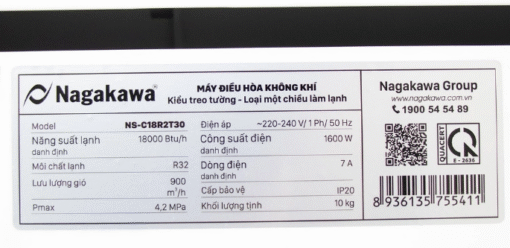 Nagakawa
MÁY ĐIỀU HÒA KHÔNG KHÍ
Kiểu treo tường - Loại một chiều làm lạnh
Model NS-C18R2T30
Năng suất lạnh 18000 Btu/h
danh định
Môi chất lạnh R32
Lưu lượng gió 900
m³/h
Pmax 4,2 MPa
Điện áp ~220-240 V/ 1 Ph/ 50 Hz
Công suất điện 1600 W
danh định
Dòng điện 7 A
danh định
Cấp bảo vệ IP20
Khối lượng tịnh 10 kg
Nagakawa Group
www.nagakawa.com.vn
1900 54 54 89
QUACERT
E - 2636
8 936135 755411